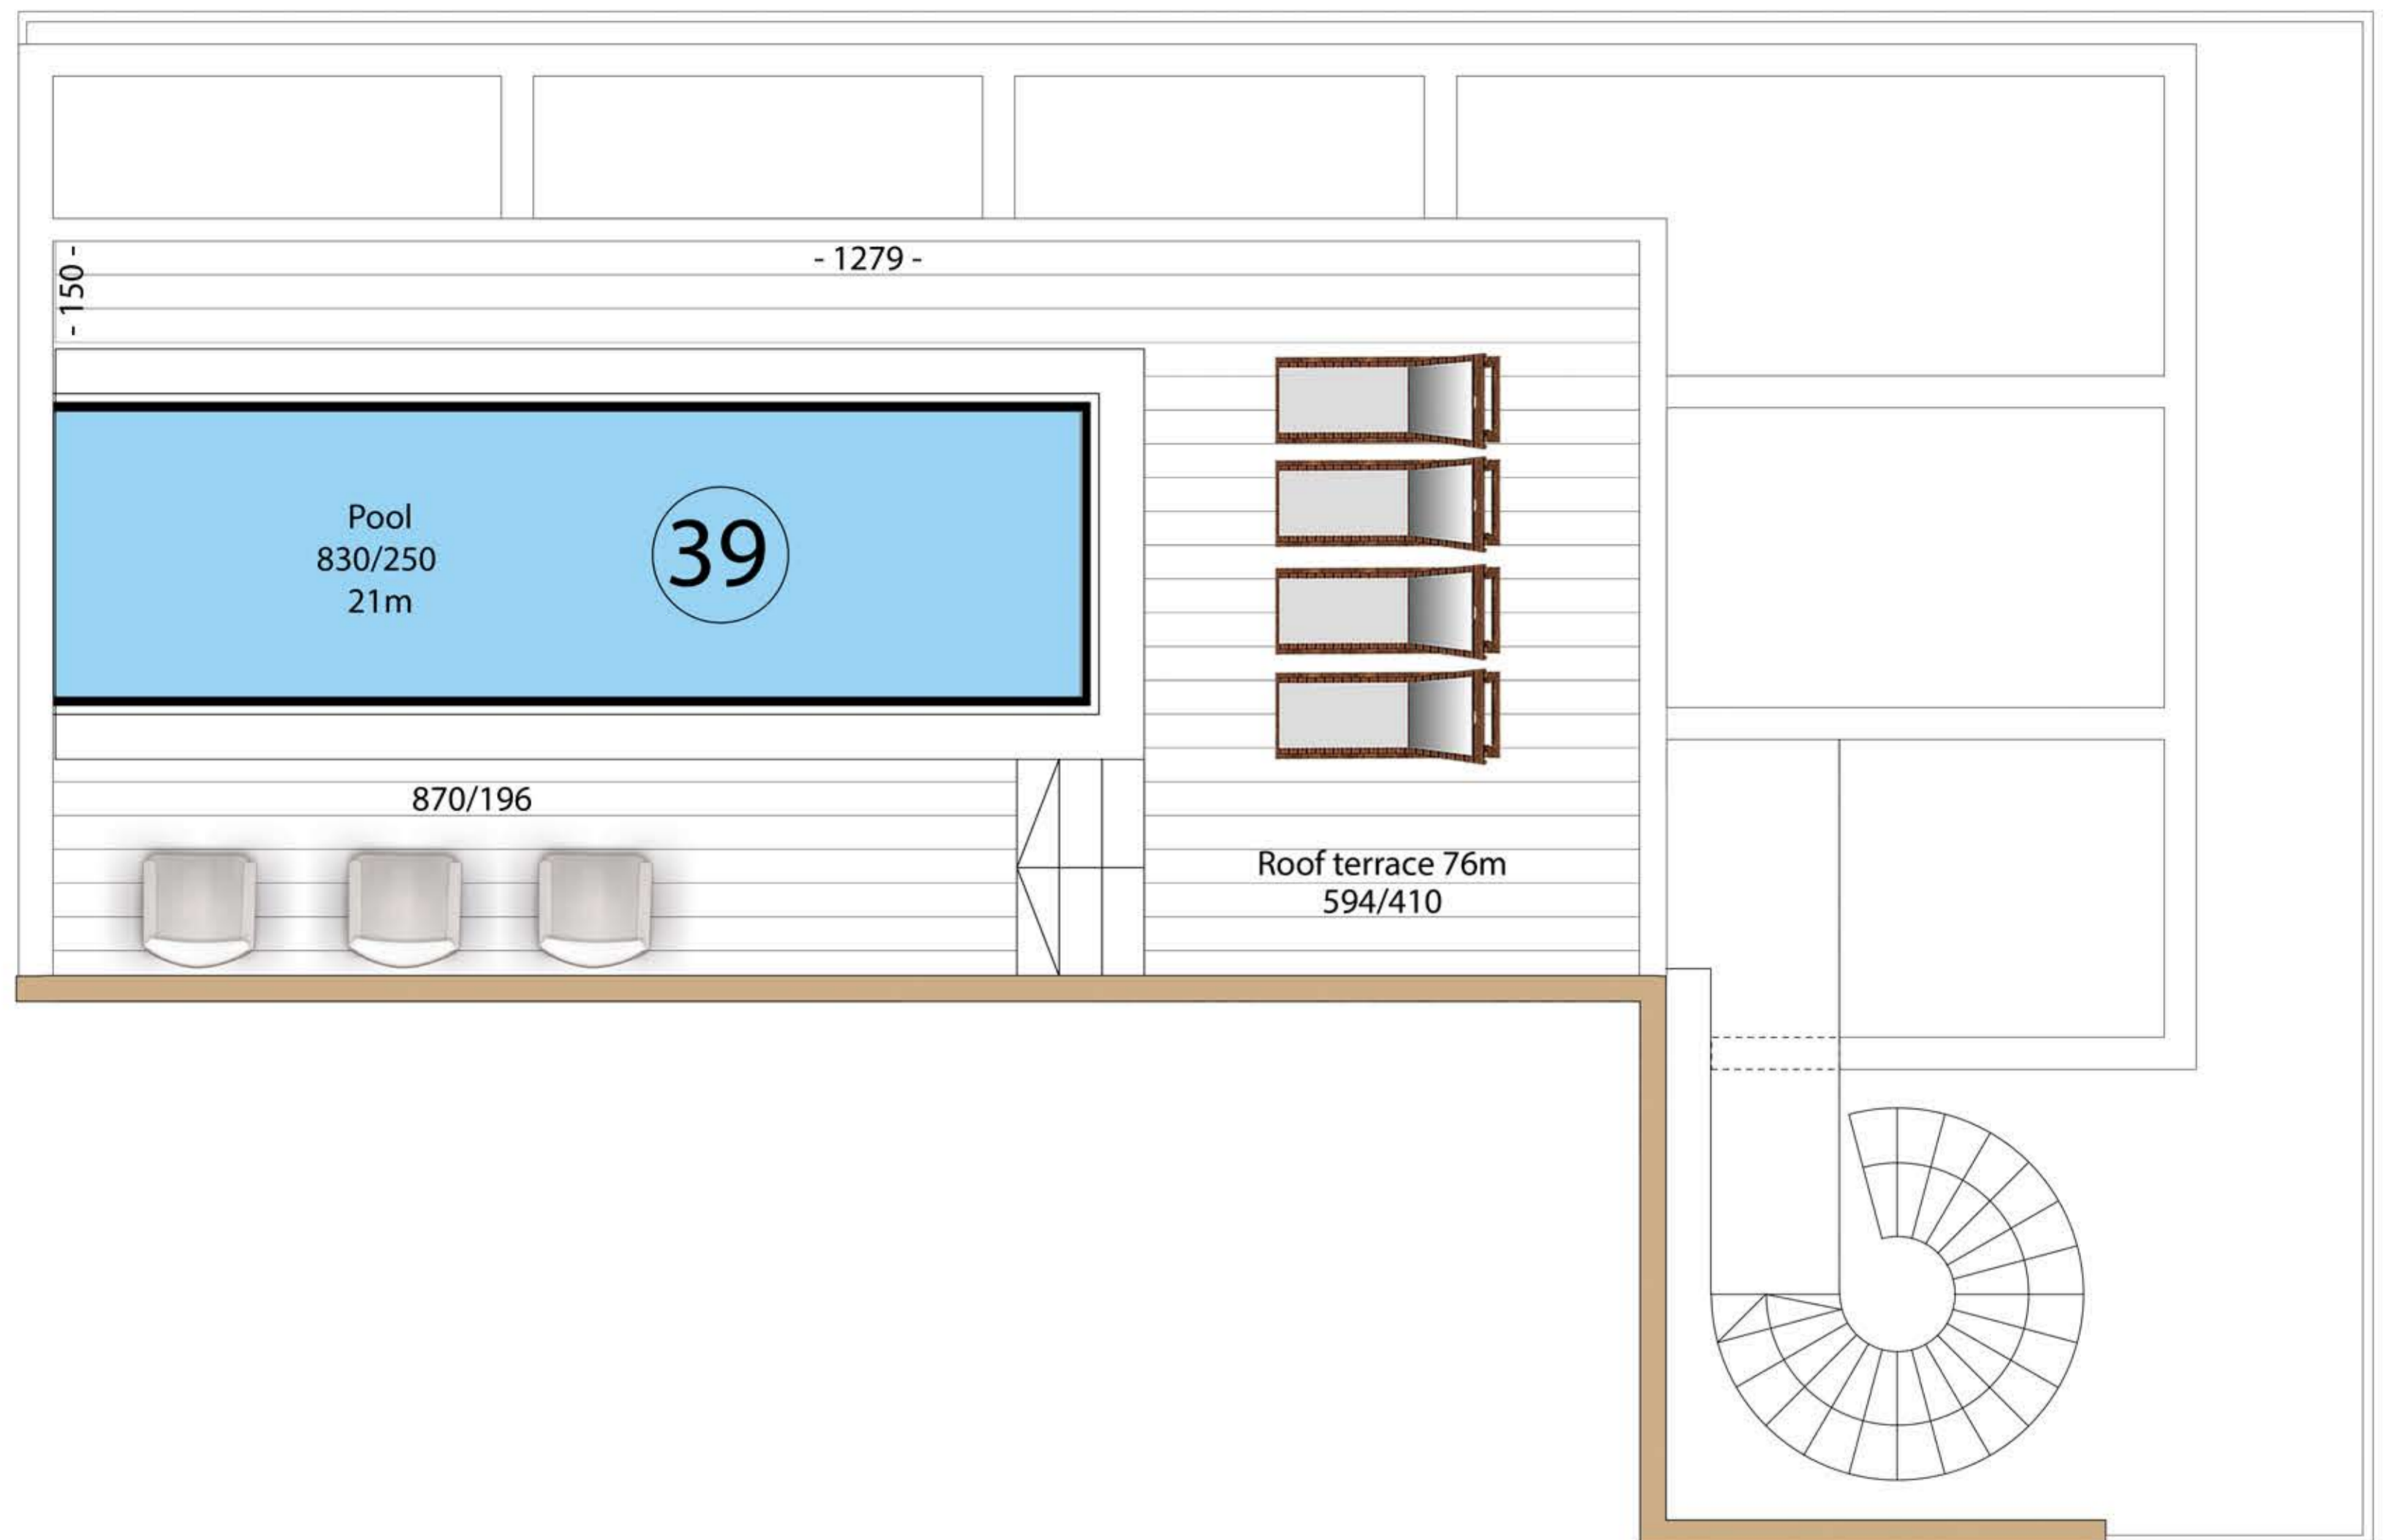 - 1279 -
- 150 -
Pool
830/250
21m
39
870/196
Roof terrace 76m
594/410